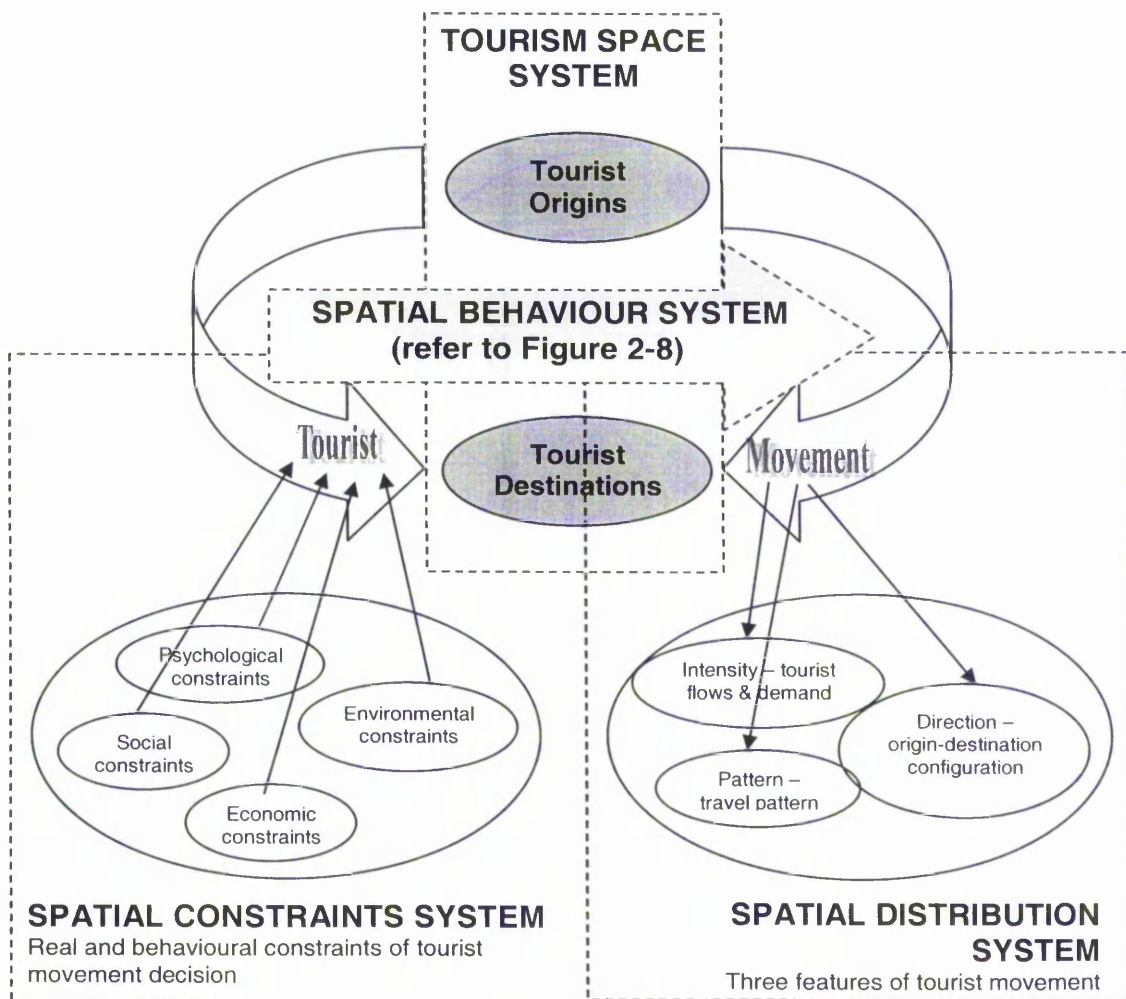 TOURISM SPACE
SYSTEM
Tourist
Origins
SPATIAL BEHAVIOUR SYSTEM
(refer to Figure 2-8)
Tourist
Tourist
Destinations
Movement
Psychological
constraints
Social
constraints
Environmental
constraints
Economic
constraints
Intensity – tourist
flows & demand
Direction –
origin-destination
configuration
Pattern –
travel pattern
SPATIAL CONSTRAINTS SYSTEM
Real and behavioural constraints of tourist
movement decision
SPATIAL DISTRIBUTION
SYSTEM
Three features of tourist movement